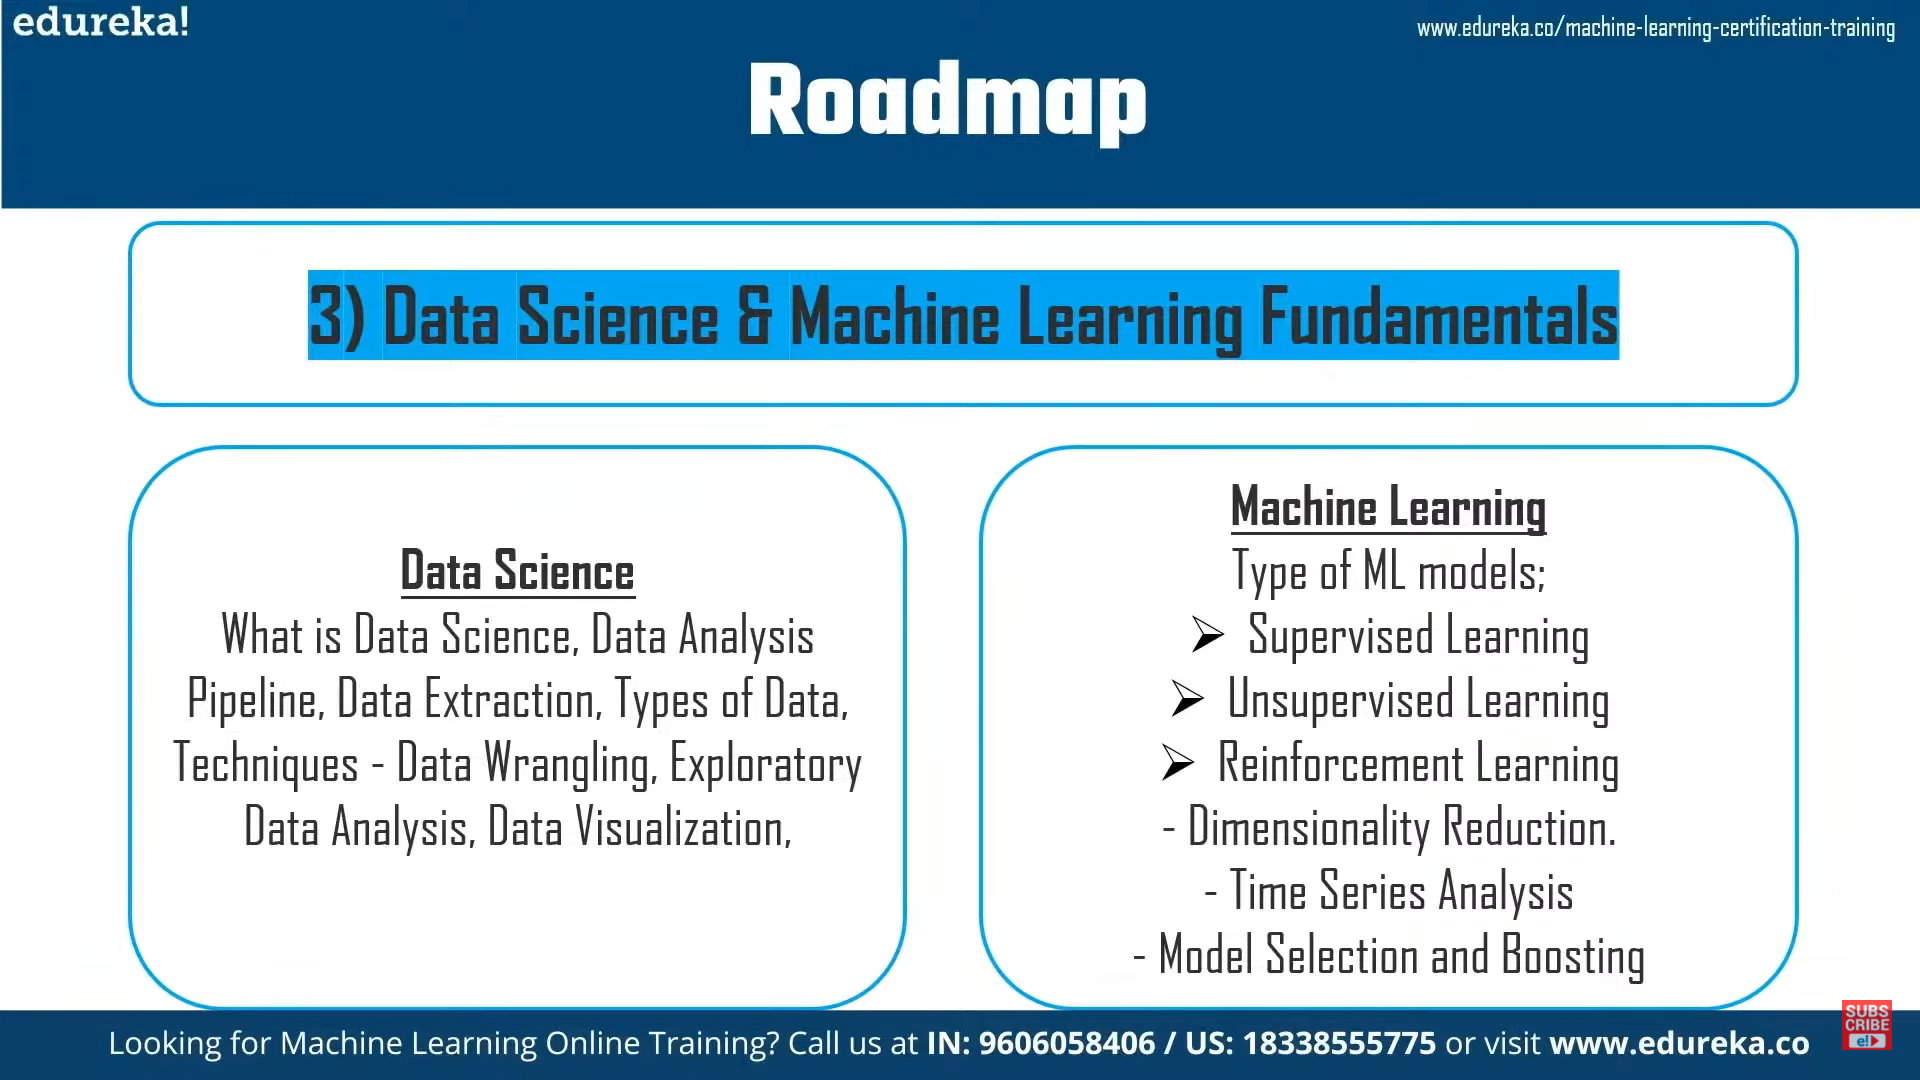 edureka!
www.edureka.co/machine-learning-certification-training
Roadmap
3) Data Science & Machine Learning Fundamentals
Data Science
What is Data Science, Data Analysis
Pipeline, Data Extraction, Types of Data,
Techniques - Data Wrangling, Exploratory
Data Analysis, Data Visualization,
Machine Learning
Type of ML models;
➢ Supervised Learning
➢ Unsupervised Learning
➢ Reinforcement Learning
- Dimensionality Reduction.
- Time Series Analysis
- Model Selection and Boosting
Looking for Machine Learning Online Training? Call us at IN: 9606058406 / US: 18338555775 or visit www.edureka.co
SUBS
CRIBE
e!